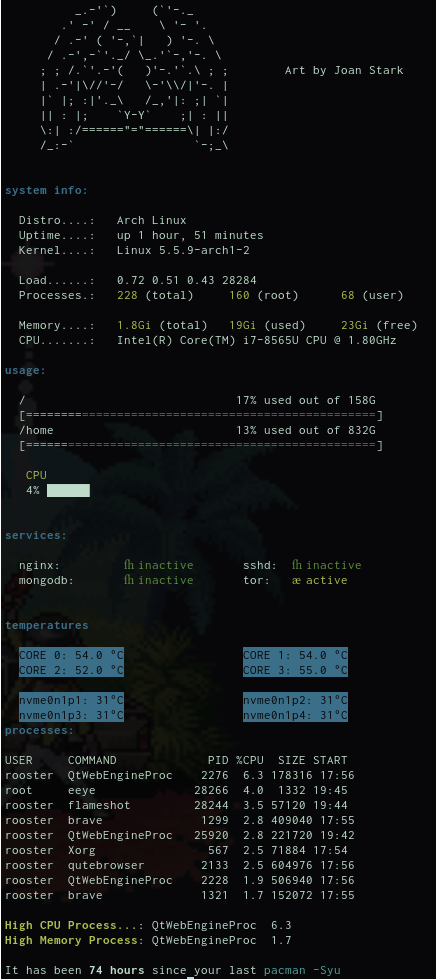 Art by Joan Stark
system info:
Distro....: Arch Linux
Uptime....: up 1 hour, 51 minutes
Kernel....: Linux 5.5.9-arch1-2
Load......: 0.72 0.51 0.43 28284
Processes.: 228 (total) 160 (root) 68 (user)
Memory....: 1.8Gi (total) 19Gi (used) 23Gi (free)
CPU.......: Intel(R) Core(TM) i7-8565U CPU @ 1.80GHz
usage:
/ 17% used out of 158G
[==================================================]
/home 13% used out of 832G
[==================================================]
CPU
4%
services:
nginx: ﬄ inactive sshd: ﬄ inactive
mongodb: ﬄ inactive tor: æ active
temperatures
CORE 0: 54.0 °C CORE 1: 54.0 °C
CORE 2: 52.0 °C CORE 3: 55.0 °C
nvme0n1p1: 31°C nvme0n1p2: 31°C
nvme0n1p3: 31°C nvme0n1p4: 31°C
processes:
USER COMMAND PID %CPU SIZE START
rooster QtWebEngineProc 2276 6.3 178316 17:56
root eeye 28266 4.0 1332 19:45
rooster flameshot 28244 3.5 57120 19:44
rooster brave 1299 2.8 409040 17:55
rooster QtWebEngineProc 25920 2.8 221720 19:42
rooster Xorg 567 2.5 71884 17:54
rooster qutebrowser 2133 2.5 604976 17:56
rooster QtWebEngineProc 2228 1.9 506940 17:56
rooster brave 1321 1.7 152072 17:55
High CPU Process...: QtWebEngineProc 6.3
High Memory Process: QtWebEngineProc 1.7
It has been 74 hours since your last pacman -Syu